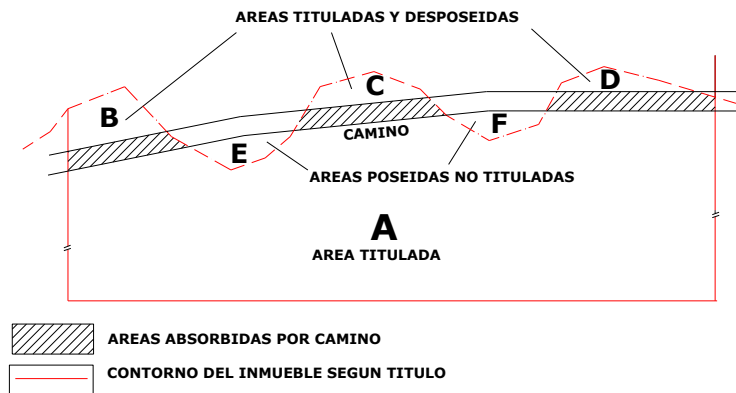 AREAS TITULADAS Y DESPOSEIDAS
B
C
D
E
F
CAMINO
AREAS POSEIDAS NO TITULADAS
A
AREA TITULADA
AREAS ABSORBIDAS POR CAMINO
CONTORNO DEL INMUEBLE SEGUN TITULO